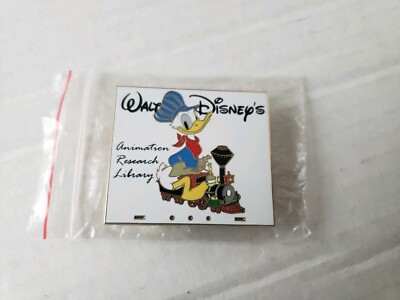 Walt Disney's
Animation
Research
Library